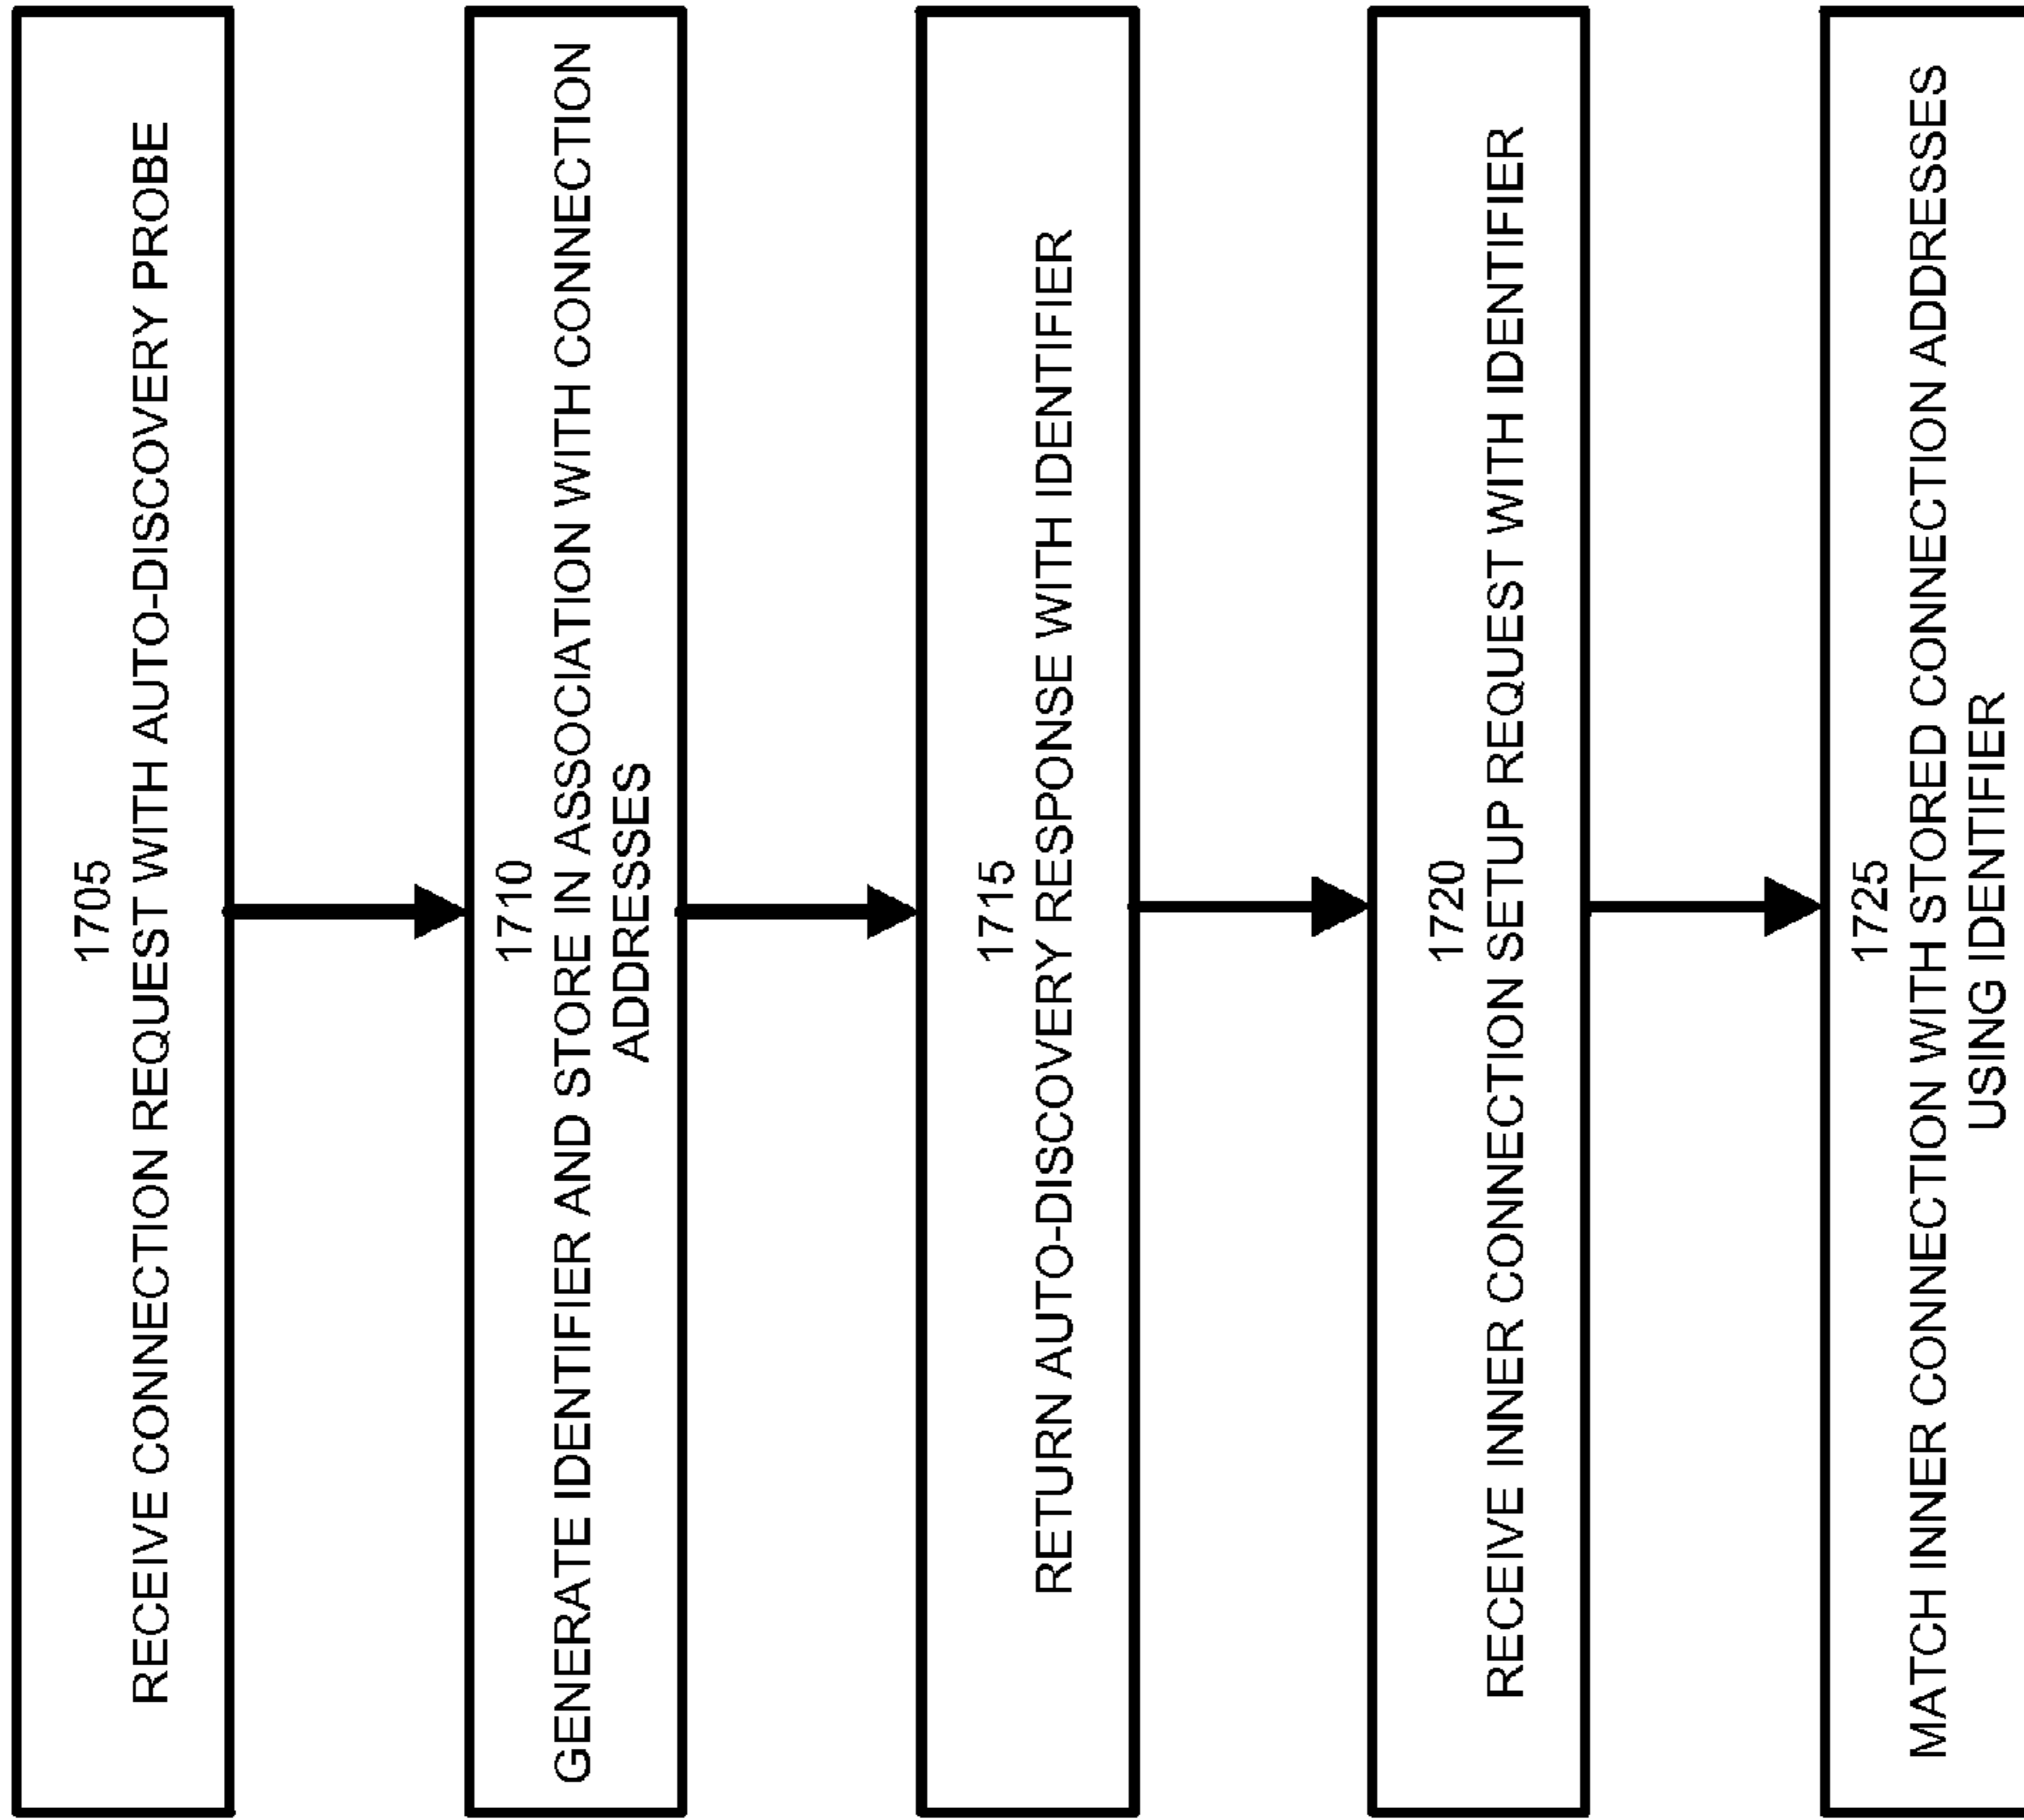 1705
RECEIVE CONNECTION REQUEST WITH AUTO-DISCOVERY PROBE
1710
GENERATE IDENTIFIER AND STORE IN ASSOCIATION WITH CONNECTION
ADDRESSES
1715
RETURN AUTO-DISCOVERY RESPONSE WITH IDENTIFIER
1720
RECEIVE INNER CONNECTION SETUP REQUEST WITH IDENTIFIER
1725
MATCH INNER CONNECTION WITH STORED CONNECTION ADDRESSES
USING IDENTIFIER